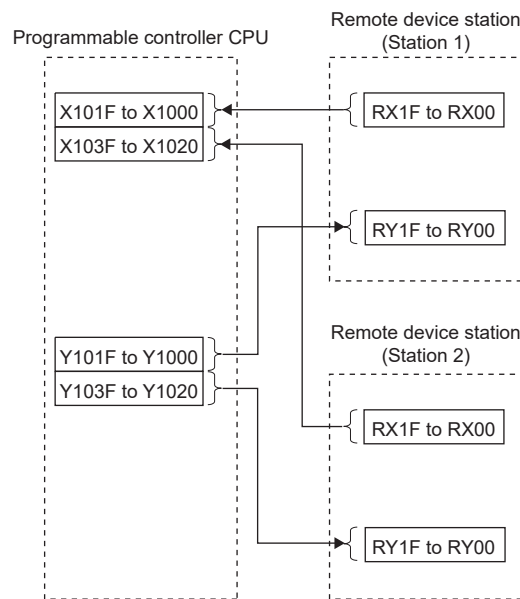 Programmable controller CPU
X101F to X1000
X103F to X1020
Y101F to Y1000
Y103F to Y1020
Remote device station
(Station 1)
RX1F to RX00
RY1F to RY00
Remote device station
(Station 2)
RX1F to RX00
RY1F to RY00